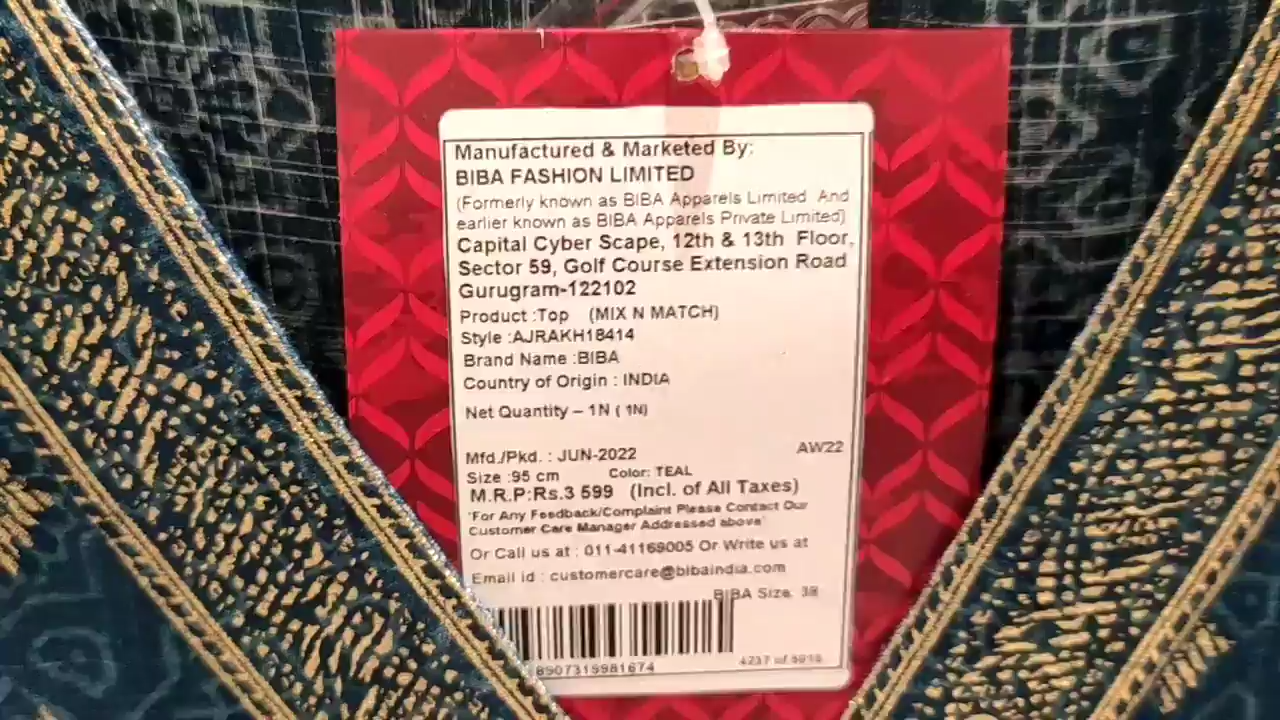 Manufactured & Marketed By:
BIBA FASHION LIMITED
(Formerly known as BIBA Apparels Limited And
earlier known as BIBA Apparels Private Limited)
Capital Cyber Scape, 12th & 13th Floor,
Sector 59, Golf Course Extension Road
Gurugram-122102
Product :Top (MIX N MATCH)
Style :AJRAKH18414
Brand Name :BIBA
Country of Origin : INDIA
Net Quantity – 1N ( 1N)
Mfd./Pkd. : JUN-2022 AW22
Size :95 cm Color: TEAL
M.R.P:Rs.3 599 (Incl. of All Taxes)
'For Any Feedback/Complaint Please Contact Our
Customer Care Manager Addressed above'
Or Call us at : 011-41169005 Or Write us at
Email id : customercare@bibaindia.com
BIBA Size. 38
8907319981674 4237 of